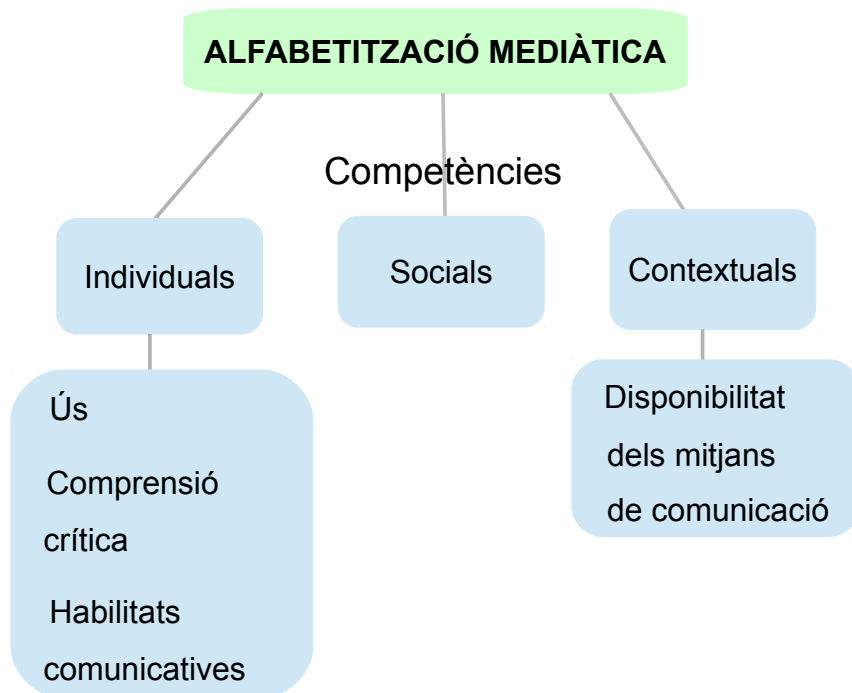 ALFABETITZACIÓ MEDIÀTICA
Competències
Individuals
Socials
Contextuals
Ús
Comprensió
crítica
Habilitats
comunicatives
Disponibilitat
dels mitjans
de comunicació